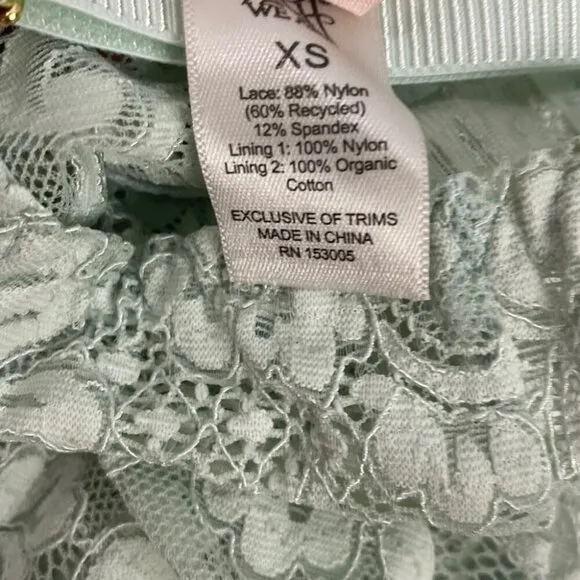 WEAR
XS
Lace: 88% Nylon
(60% Recycled)
12% Spandex
Lining 1: 100% Nylon
Lining 2: 100% Organic
Cotton
EXCLUSIVE OF TRIMS
MADE IN CHINA
RN 153005